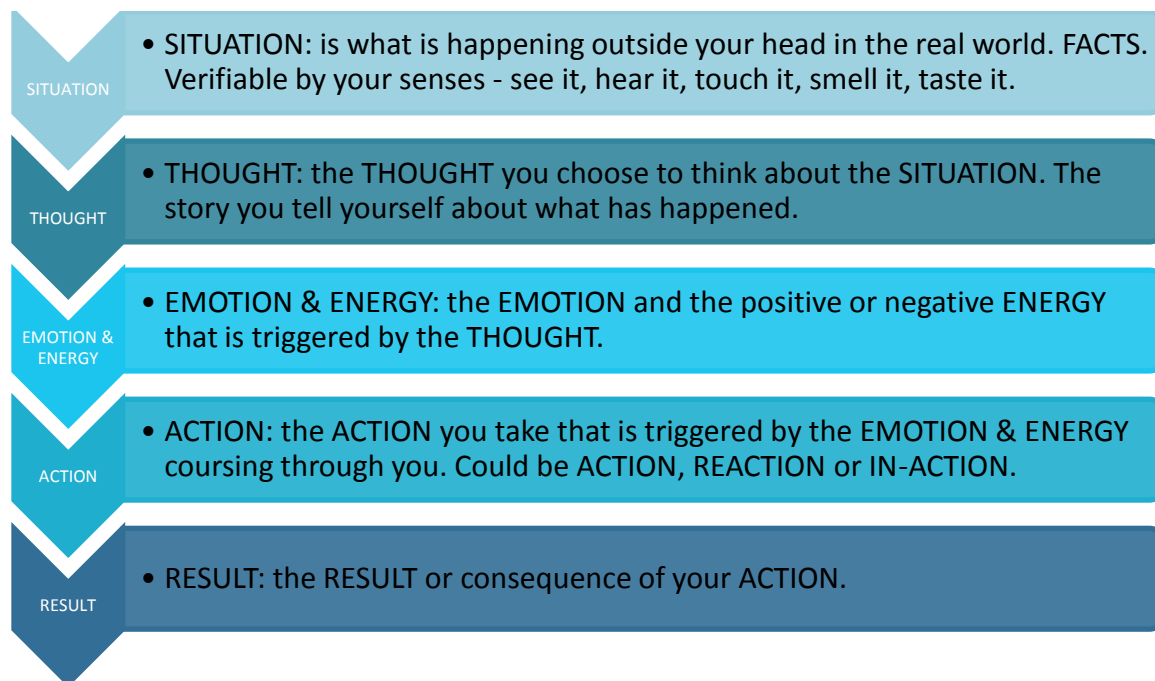 SITUATION
• SITUATION: is what is happening outside your head in the real world. FACTS.
Verifiable by your senses - see it, hear it, touch it, smell it, taste it.
THOUGHT
• THOUGHT: the THOUGHT you choose to think about the SITUATION. The
story you tell yourself about what has happened.
EMOTION &
ENERGY
• EMOTION & ENERGY: the EMOTION and the positive or negative ENERGY
that is triggered by the THOUGHT.
ACTION
• ACTION: the ACTION you take that is triggered by the EMOTION & ENERGY
coursing through you. Could be ACTION, REACTION or IN-ACTION.
RESULT
• RESULT: the RESULT or consequence of your ACTION.